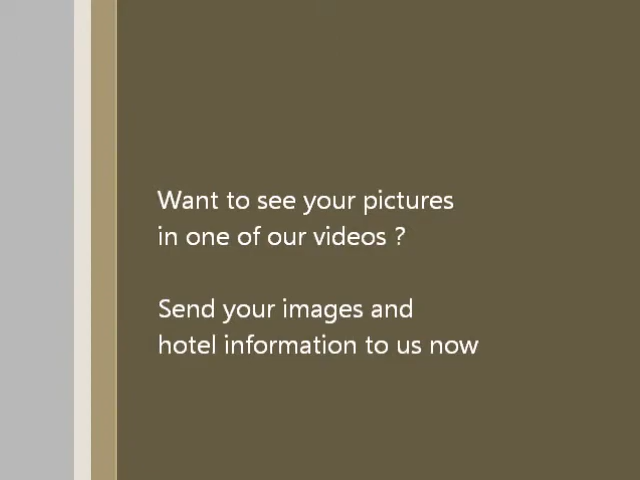 Want to see your pictures
in one of our videos ?
Send your images and
hotel information to us now